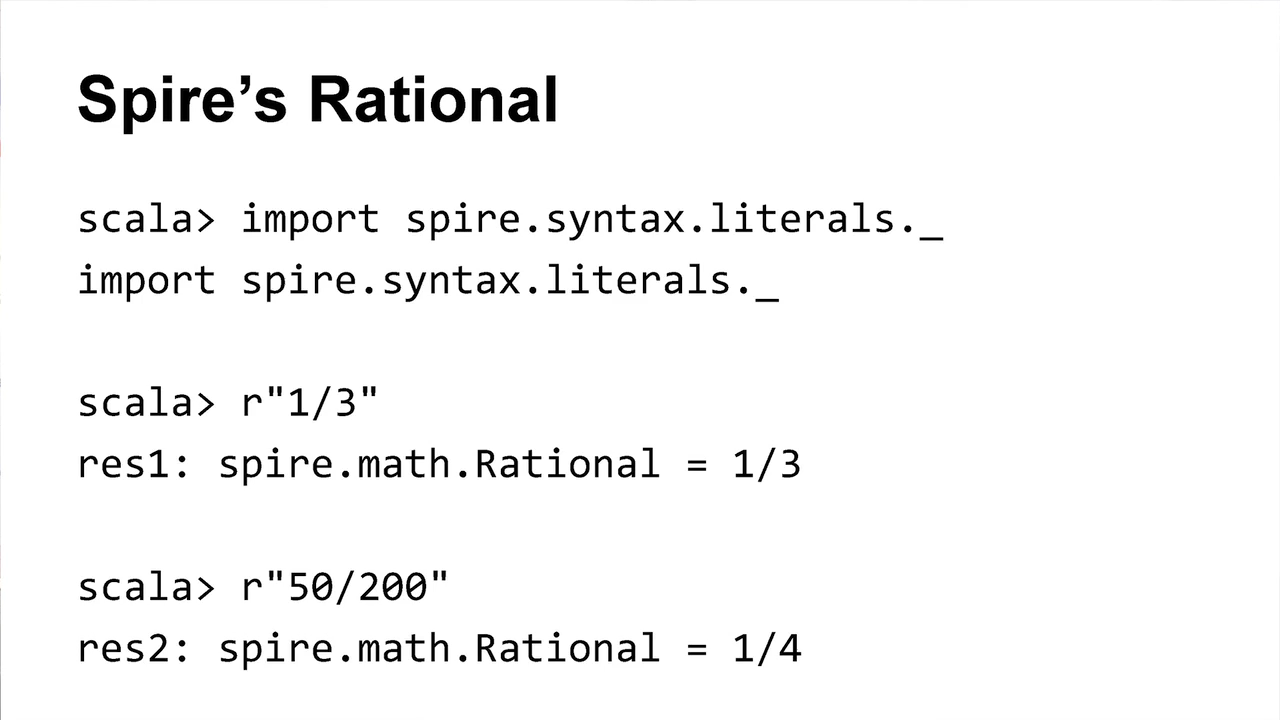 Spire’s Rational
scala> import spire.syntax.literals._
import spire.syntax.literals._
scala> r"1/3"
res1: spire.math.Rational = 1/3
scala> r"50/200"
res2: spire.math.Rational = 1/4